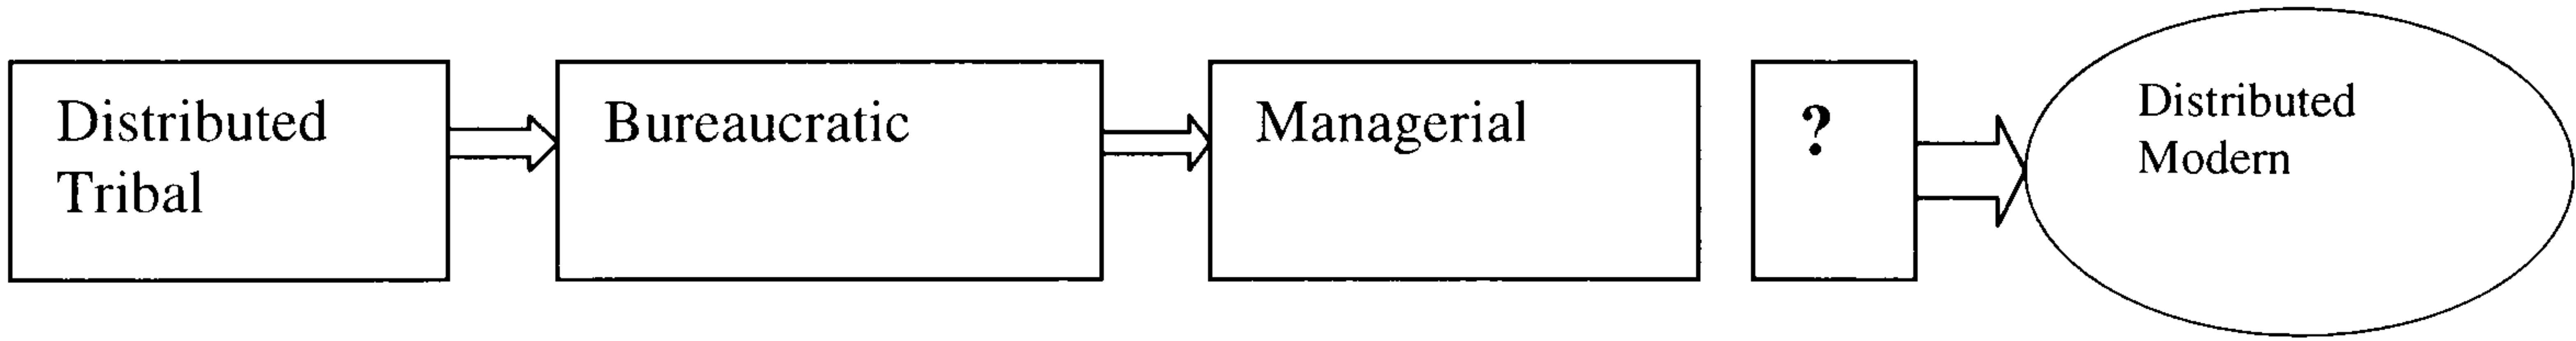 Distributed
Tribal
Bureaucratic
Managerial
?
Distributed
Modern